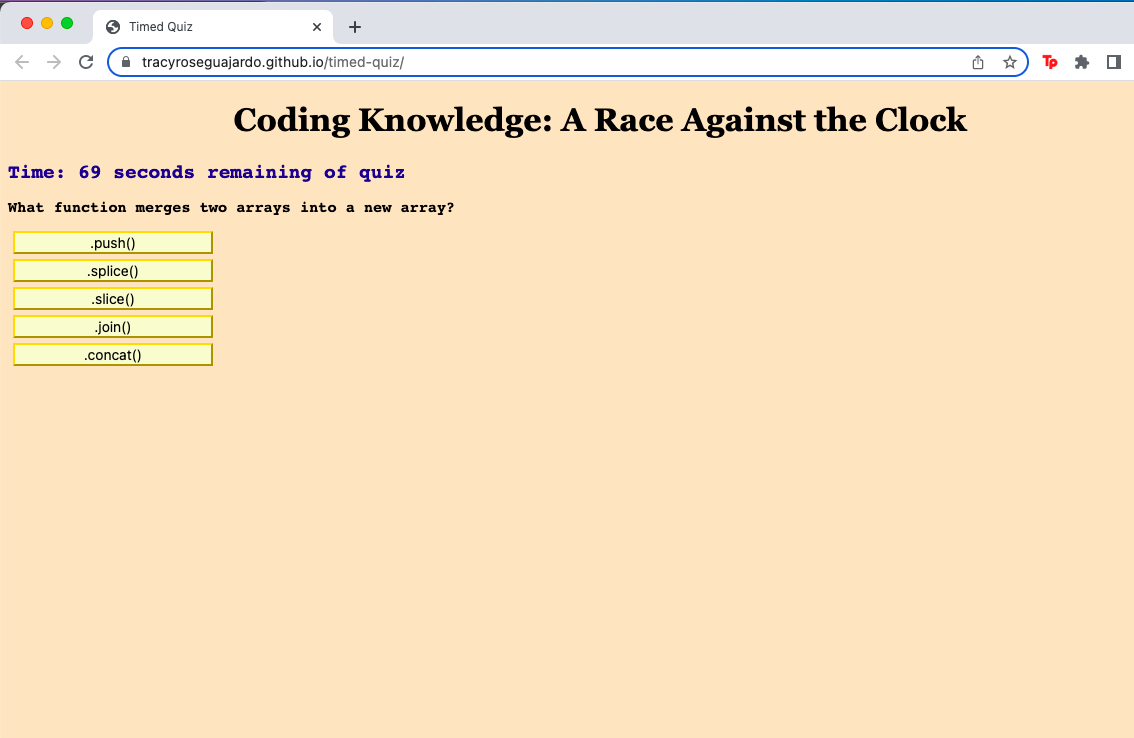 Timed Quiz
tracyroseguajardo.github.io/timed-quiz/
Tp
Coding Knowledge: A Race Against the Clock
Time: 69 seconds remaining of quiz
What function merges two arrays into a new array?
.push()
.splice()
.slice()
.join()
.concat()